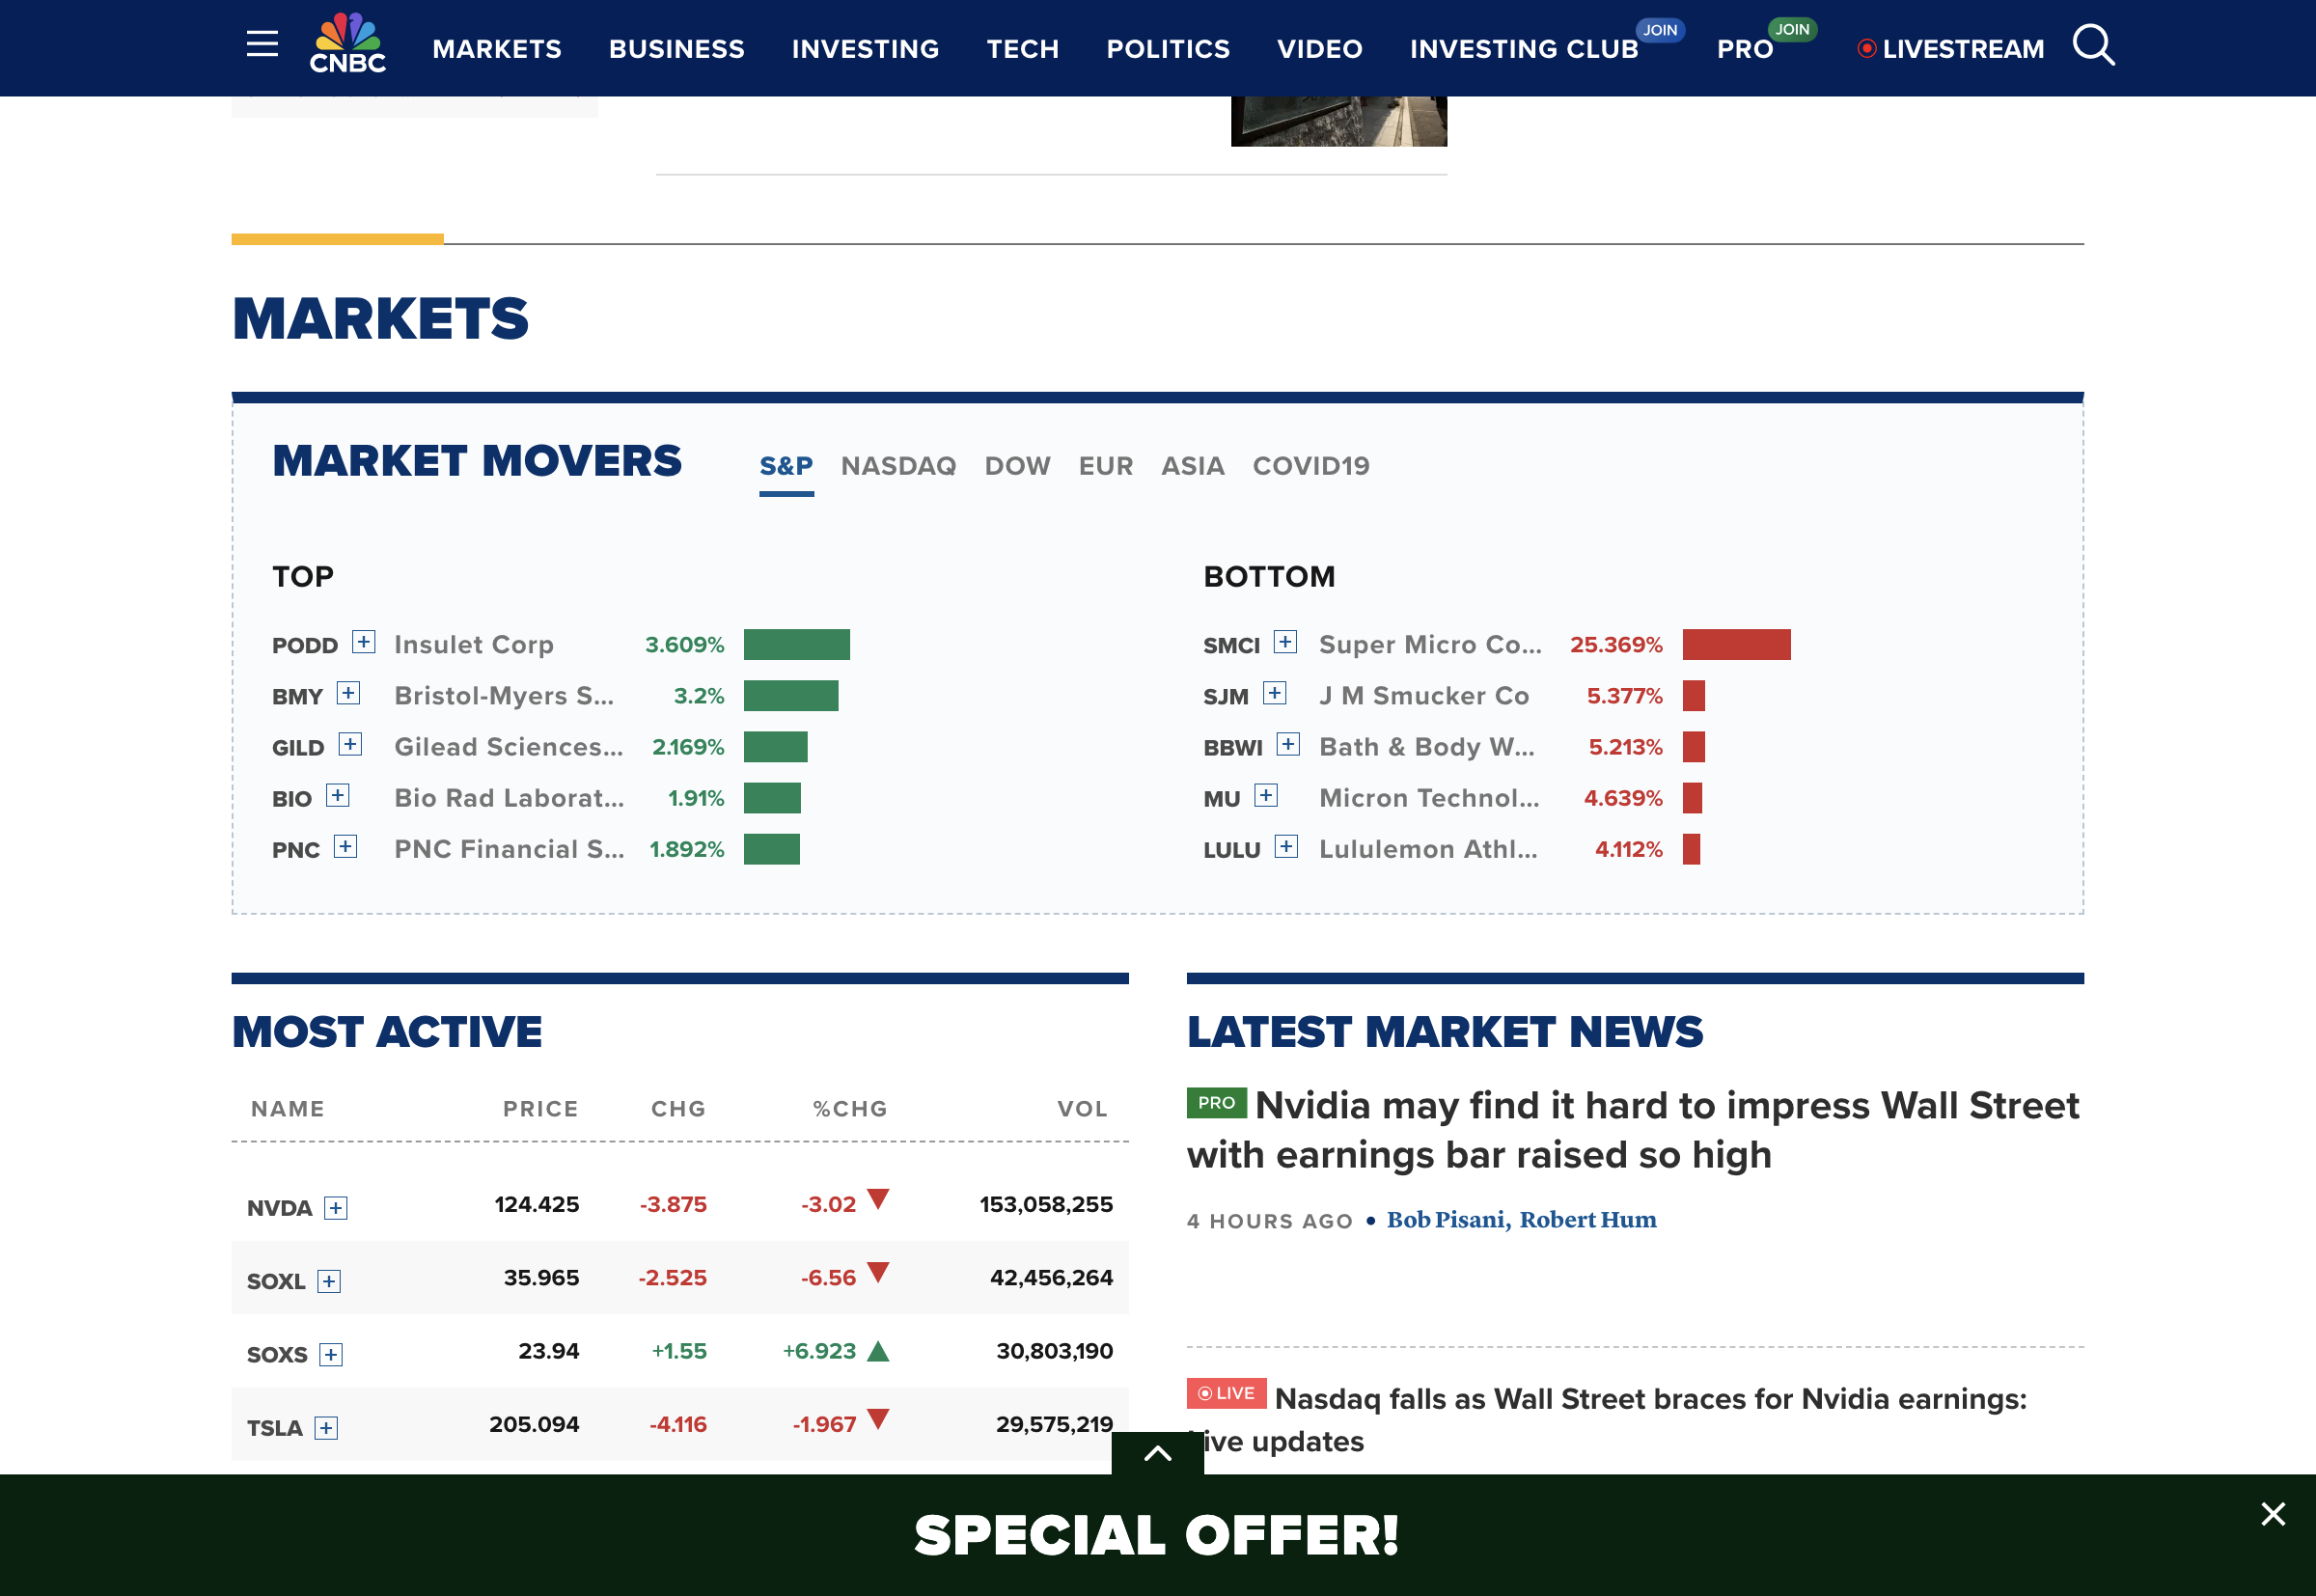 CNBC
MARKETS BUSINESS INVESTING TECH POLITICS VIDEO INVESTING CLUB JOIN PRO JOIN LIVESTREAM
MARKETS
MARKET MOVERS S&P NASDAQ DOW EUR ASIA COVID19
TOP
PODD Insulet Corp 3.609%
BMY Bristol-Myers S... 3.2%
GILD Gilead Sciences... 2.169%
BIO Bio Rad Laborat... 1.91%
PNC PNC Financial S... 1.892%
BOTTOM
SMCI Super Micro Co... 25.369%
SJM J M Smucker Co 5.377%
BBWI Bath & Body W... 5.213%
MU Micron Technol... 4.639%
LULU Lululemon Athl... 4.112%
MOST ACTIVE
NAME PRICE CHG %CHG VOL
NVDA 124.425 -3.875 -3.02 153,058,255
SOXL 35.965 -2.525 -6.56 42,456,264
SOXS 23.94 +1.55 +6.923 30,803,190
TSLA 205.094 -4.116 -1.967 29,575,219
LATEST MARKET NEWS
PRO Nvidia may find it hard to impress Wall Street
with earnings bar raised so high
4 HOURS AGO • Bob Pisani, Robert Hum
LIVE Nasdaq falls as Wall Street braces for Nvidia earnings:
ive updates
SPECIAL OFFER!